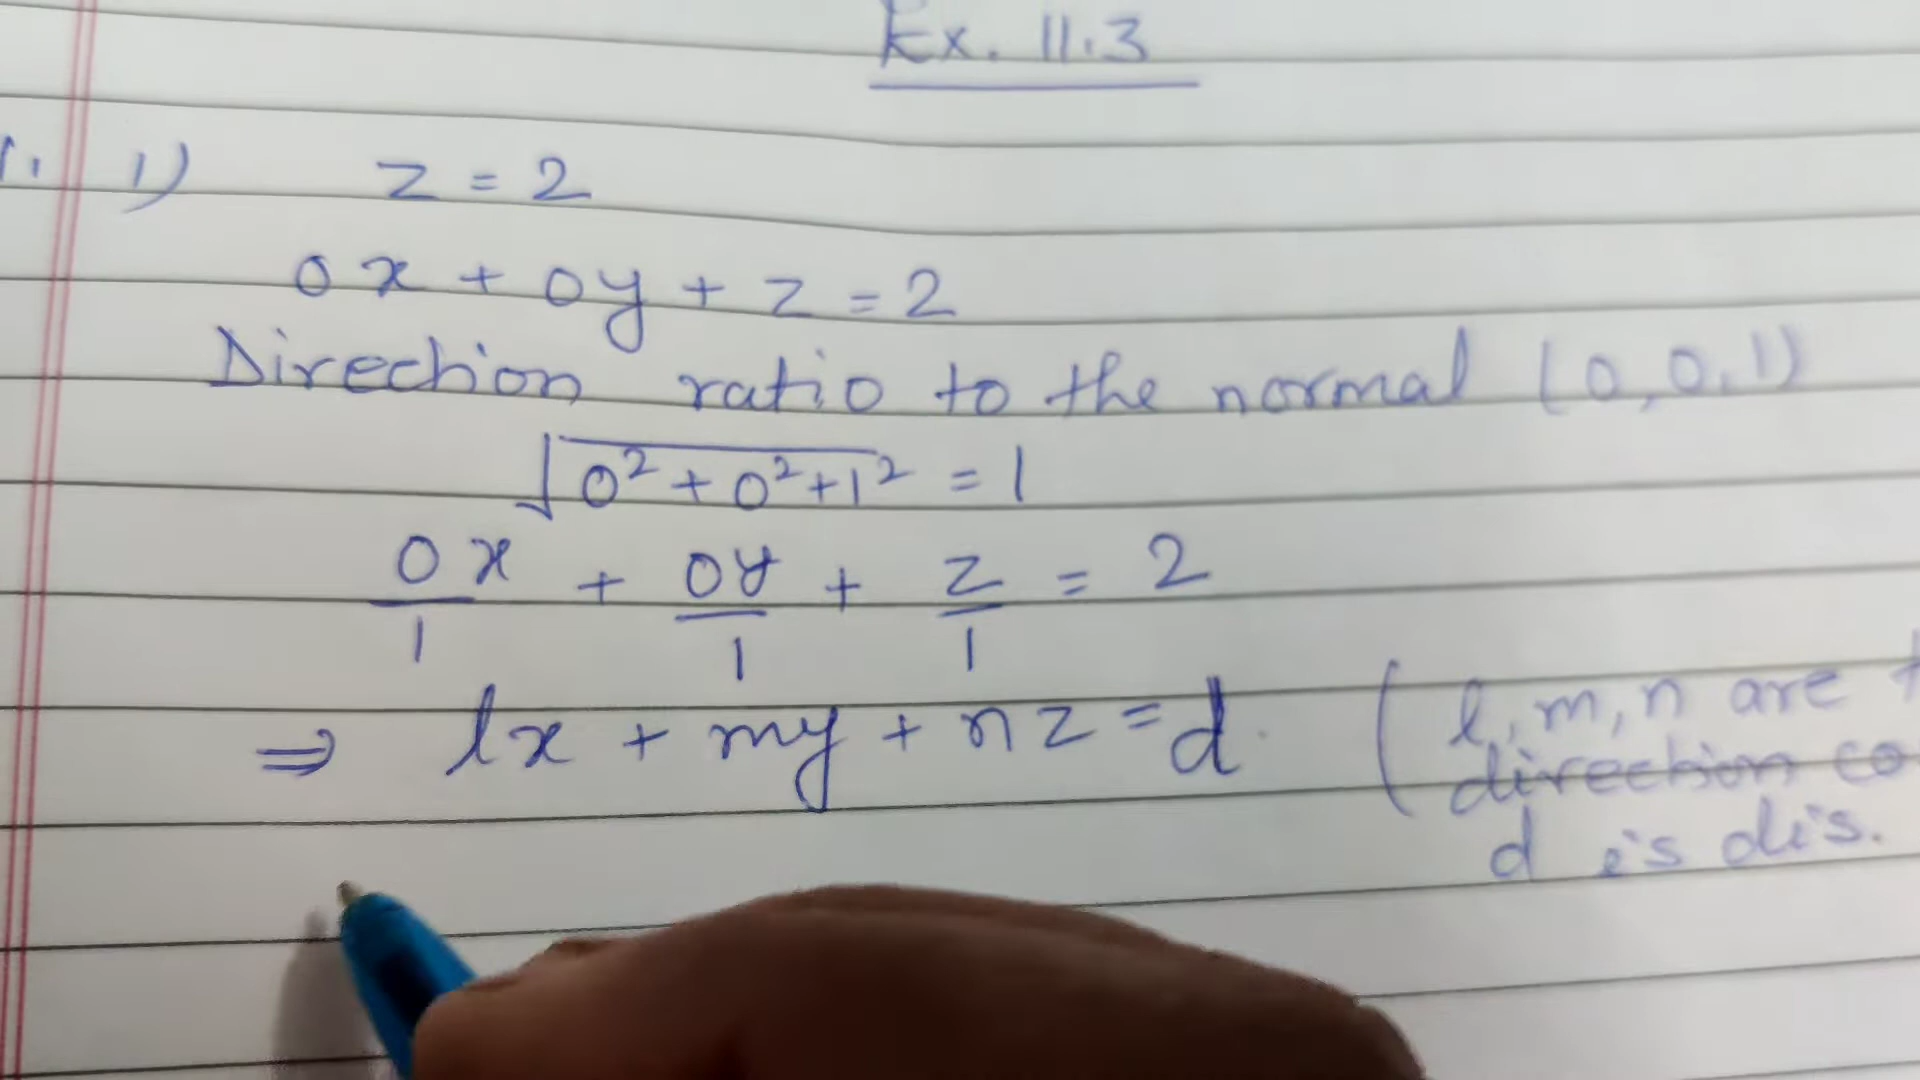 Ex. 11.3
1. 1) z = 2
0x + 0y + z = 2
Direction ratio to the normal (0,0,1)
√0² + 0² + 1² = 1
0x/1 + 0y/1 + z/1 = 2
⇒ lx + my + nz = d. (l, m, n are
direction
d is dis.